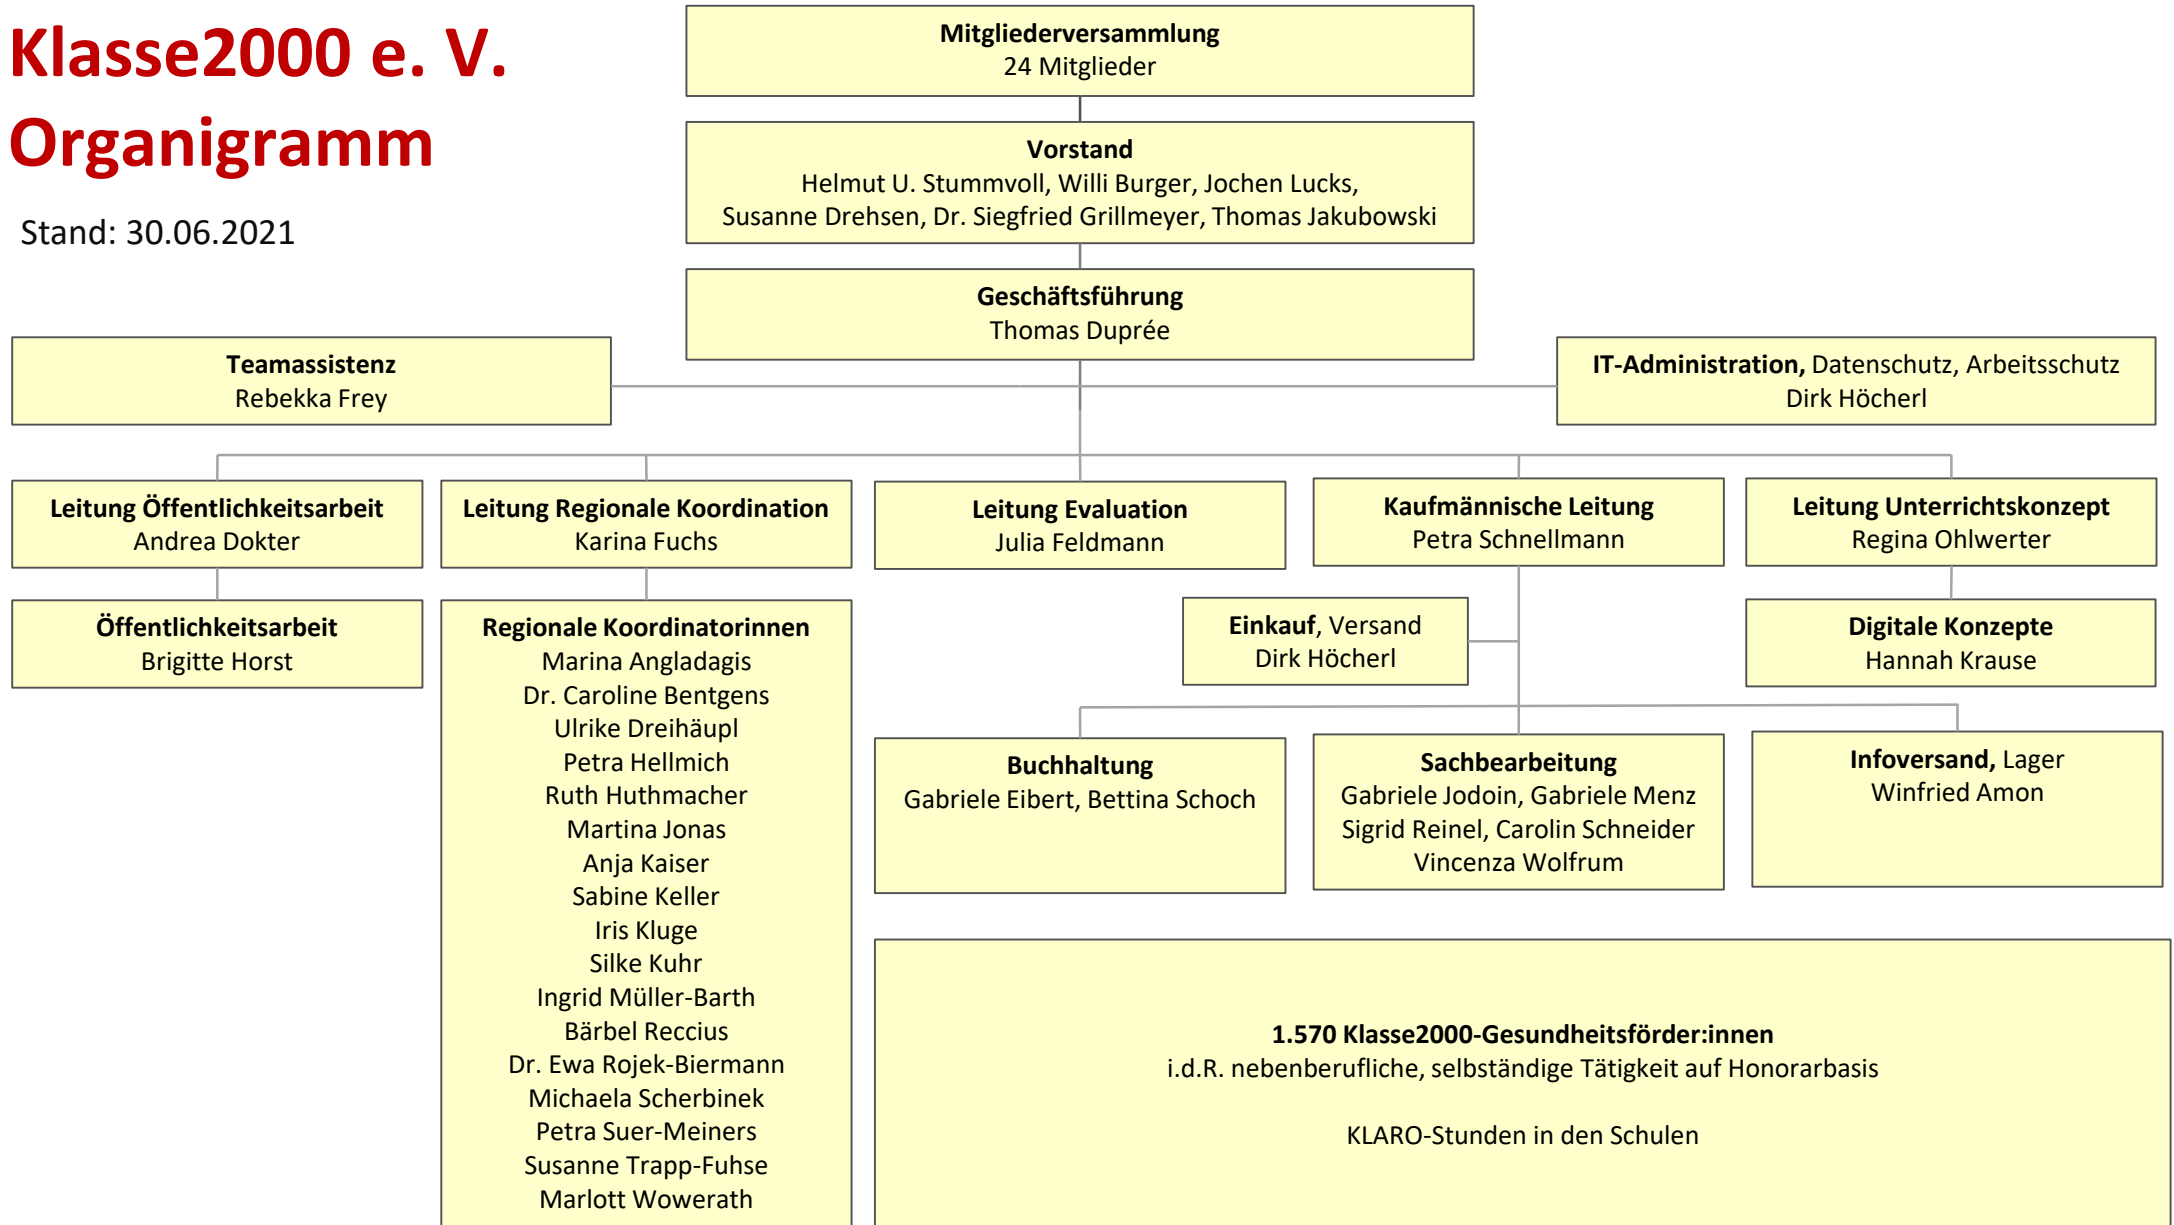 Klasse2000 e. V.
Organigramm
Stand: 30.06.2021
Mitgliederversammlung
24 Mitglieder
Vorstand
Helmut U. Stummvoll, Willi Burger, Jochen Lucks,
Susanne Drehsen, Dr. Siegfried Grillmeyer, Thomas Jakubowski
Geschäftsführung
Thomas Duprée
Teamassistenz
Rebekka Frey
IT-Administration, Datenschutz, Arbeitsschutz
Dirk Höcherl
Leitung Öffentlichkeitsarbeit
Andrea Dokter
Leitung Regionale Koordination
Karina Fuchs
Leitung Evaluation
Julia Feldmann
Kaufmännische Leitung
Petra Schnellmann
Leitung Unterrichtskonzept
Regina Ohlwerter
Öffentlichkeitsarbeit
Brigitte Horst
Regionale Koordinatorinnen
Marina Angladagis
Dr. Caroline Bentgens
Ulrike Dreihäupl
Petra Hellmich
Ruth Huthmacher
Martina Jonas
Anja Kaiser
Sabine Keller
Iris Kluge
Silke Kuhr
Ingrid Müller-Barth
Bärbel Reccius
Dr. Ewa Rojek-Biermann
Michaela Scherbinek
Petra Suer-Meiners
Susanne Trapp-Fuhse
Marlott Wowerath
Einkauf, Versand
Dirk Höcherl
Digitale Konzepte
Hannah Krause
Buchhaltung
Gabriele Eibert, Bettina Schoch
Sachbearbeitung
Gabriele Jodoin, Gabriele Menz
Sigrid Reinel, Carolin Schneider
Vincenza Wolfrum
Infoversand, Lager
Winfried Amon
1.570 Klasse2000-Gesundheitsförder:innen
i.d.R. nebenberufliche, selbständige Tätigkeit auf Honorarbasis
KLARO-Stunden in den Schulen